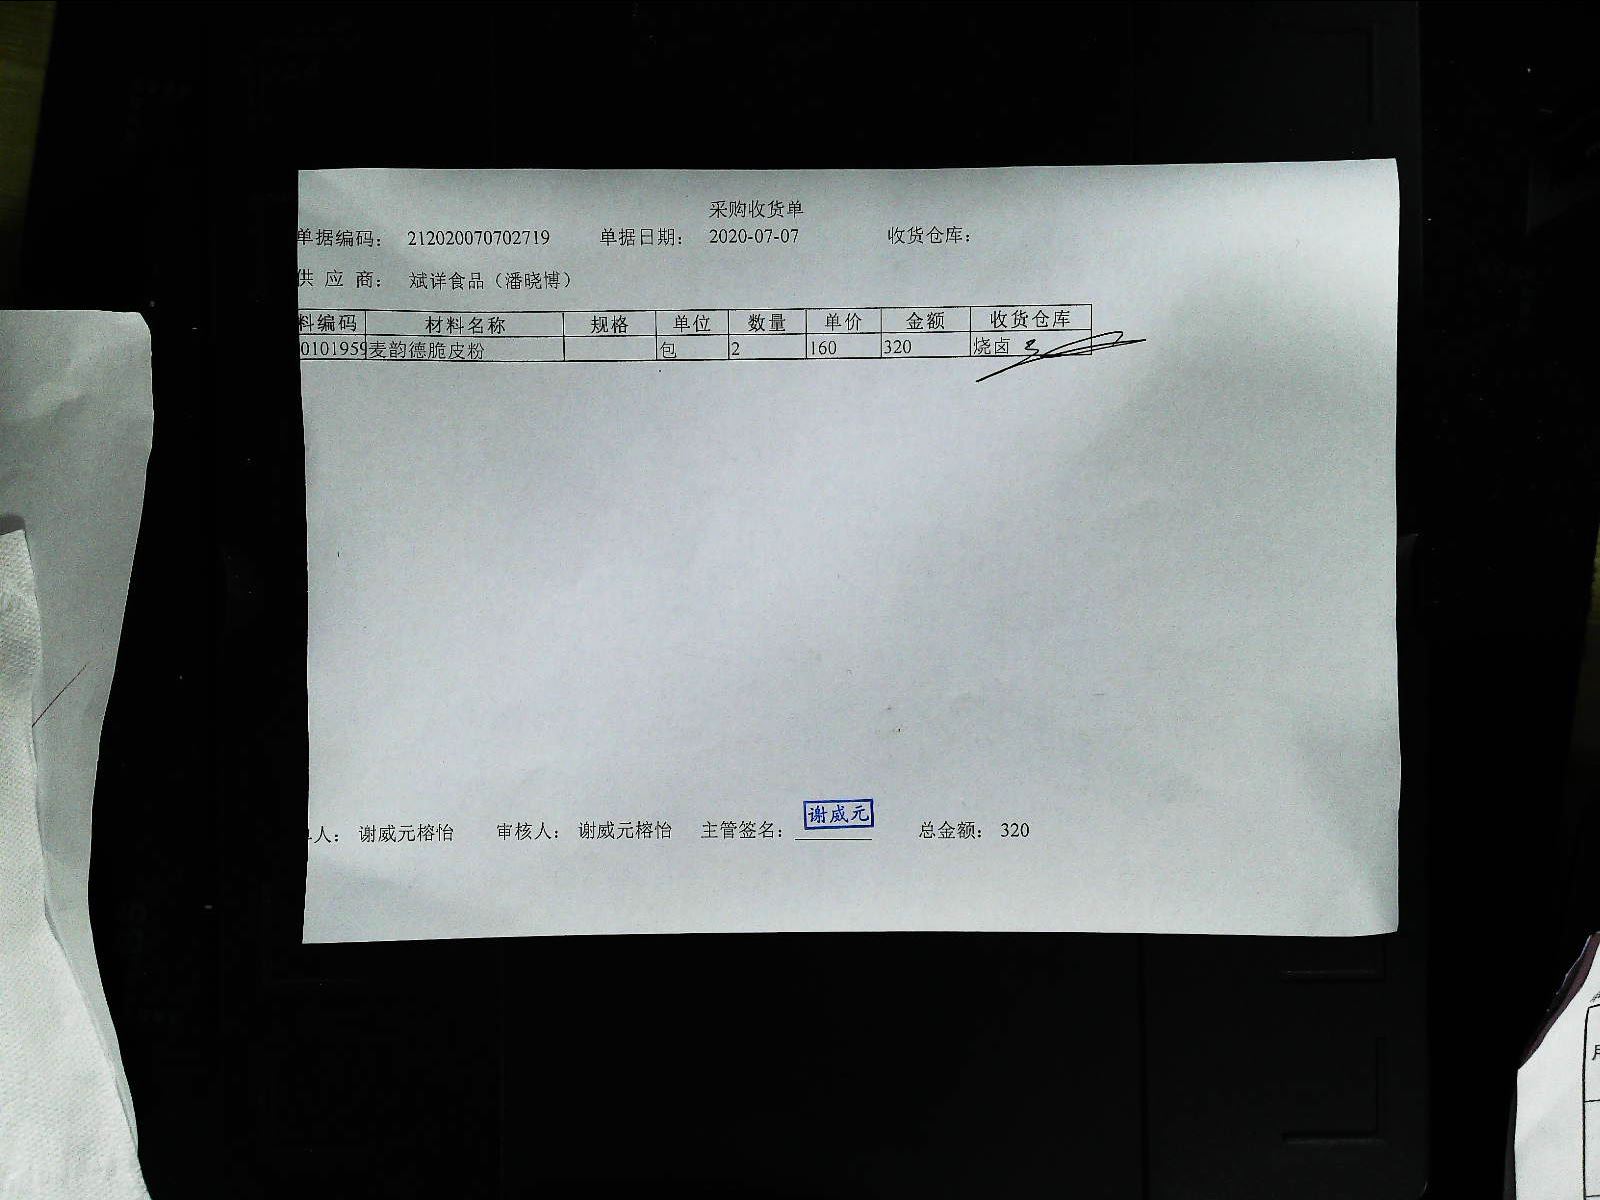 采购收货单
单据编码： 212020070702719 单据日期： 2020-07-07 收货仓库：
供 应 商： 斌详食品（潘晓博）
料编码 材料名称 规格 单位 数量 单价 金额 收货仓库
0101959 麦韵德脆皮粉 包 2 160 320 烧卤
人： 谢威元榕怡 审核人： 谢威元榕怡 主管签名： 谢威元 总金额： 320